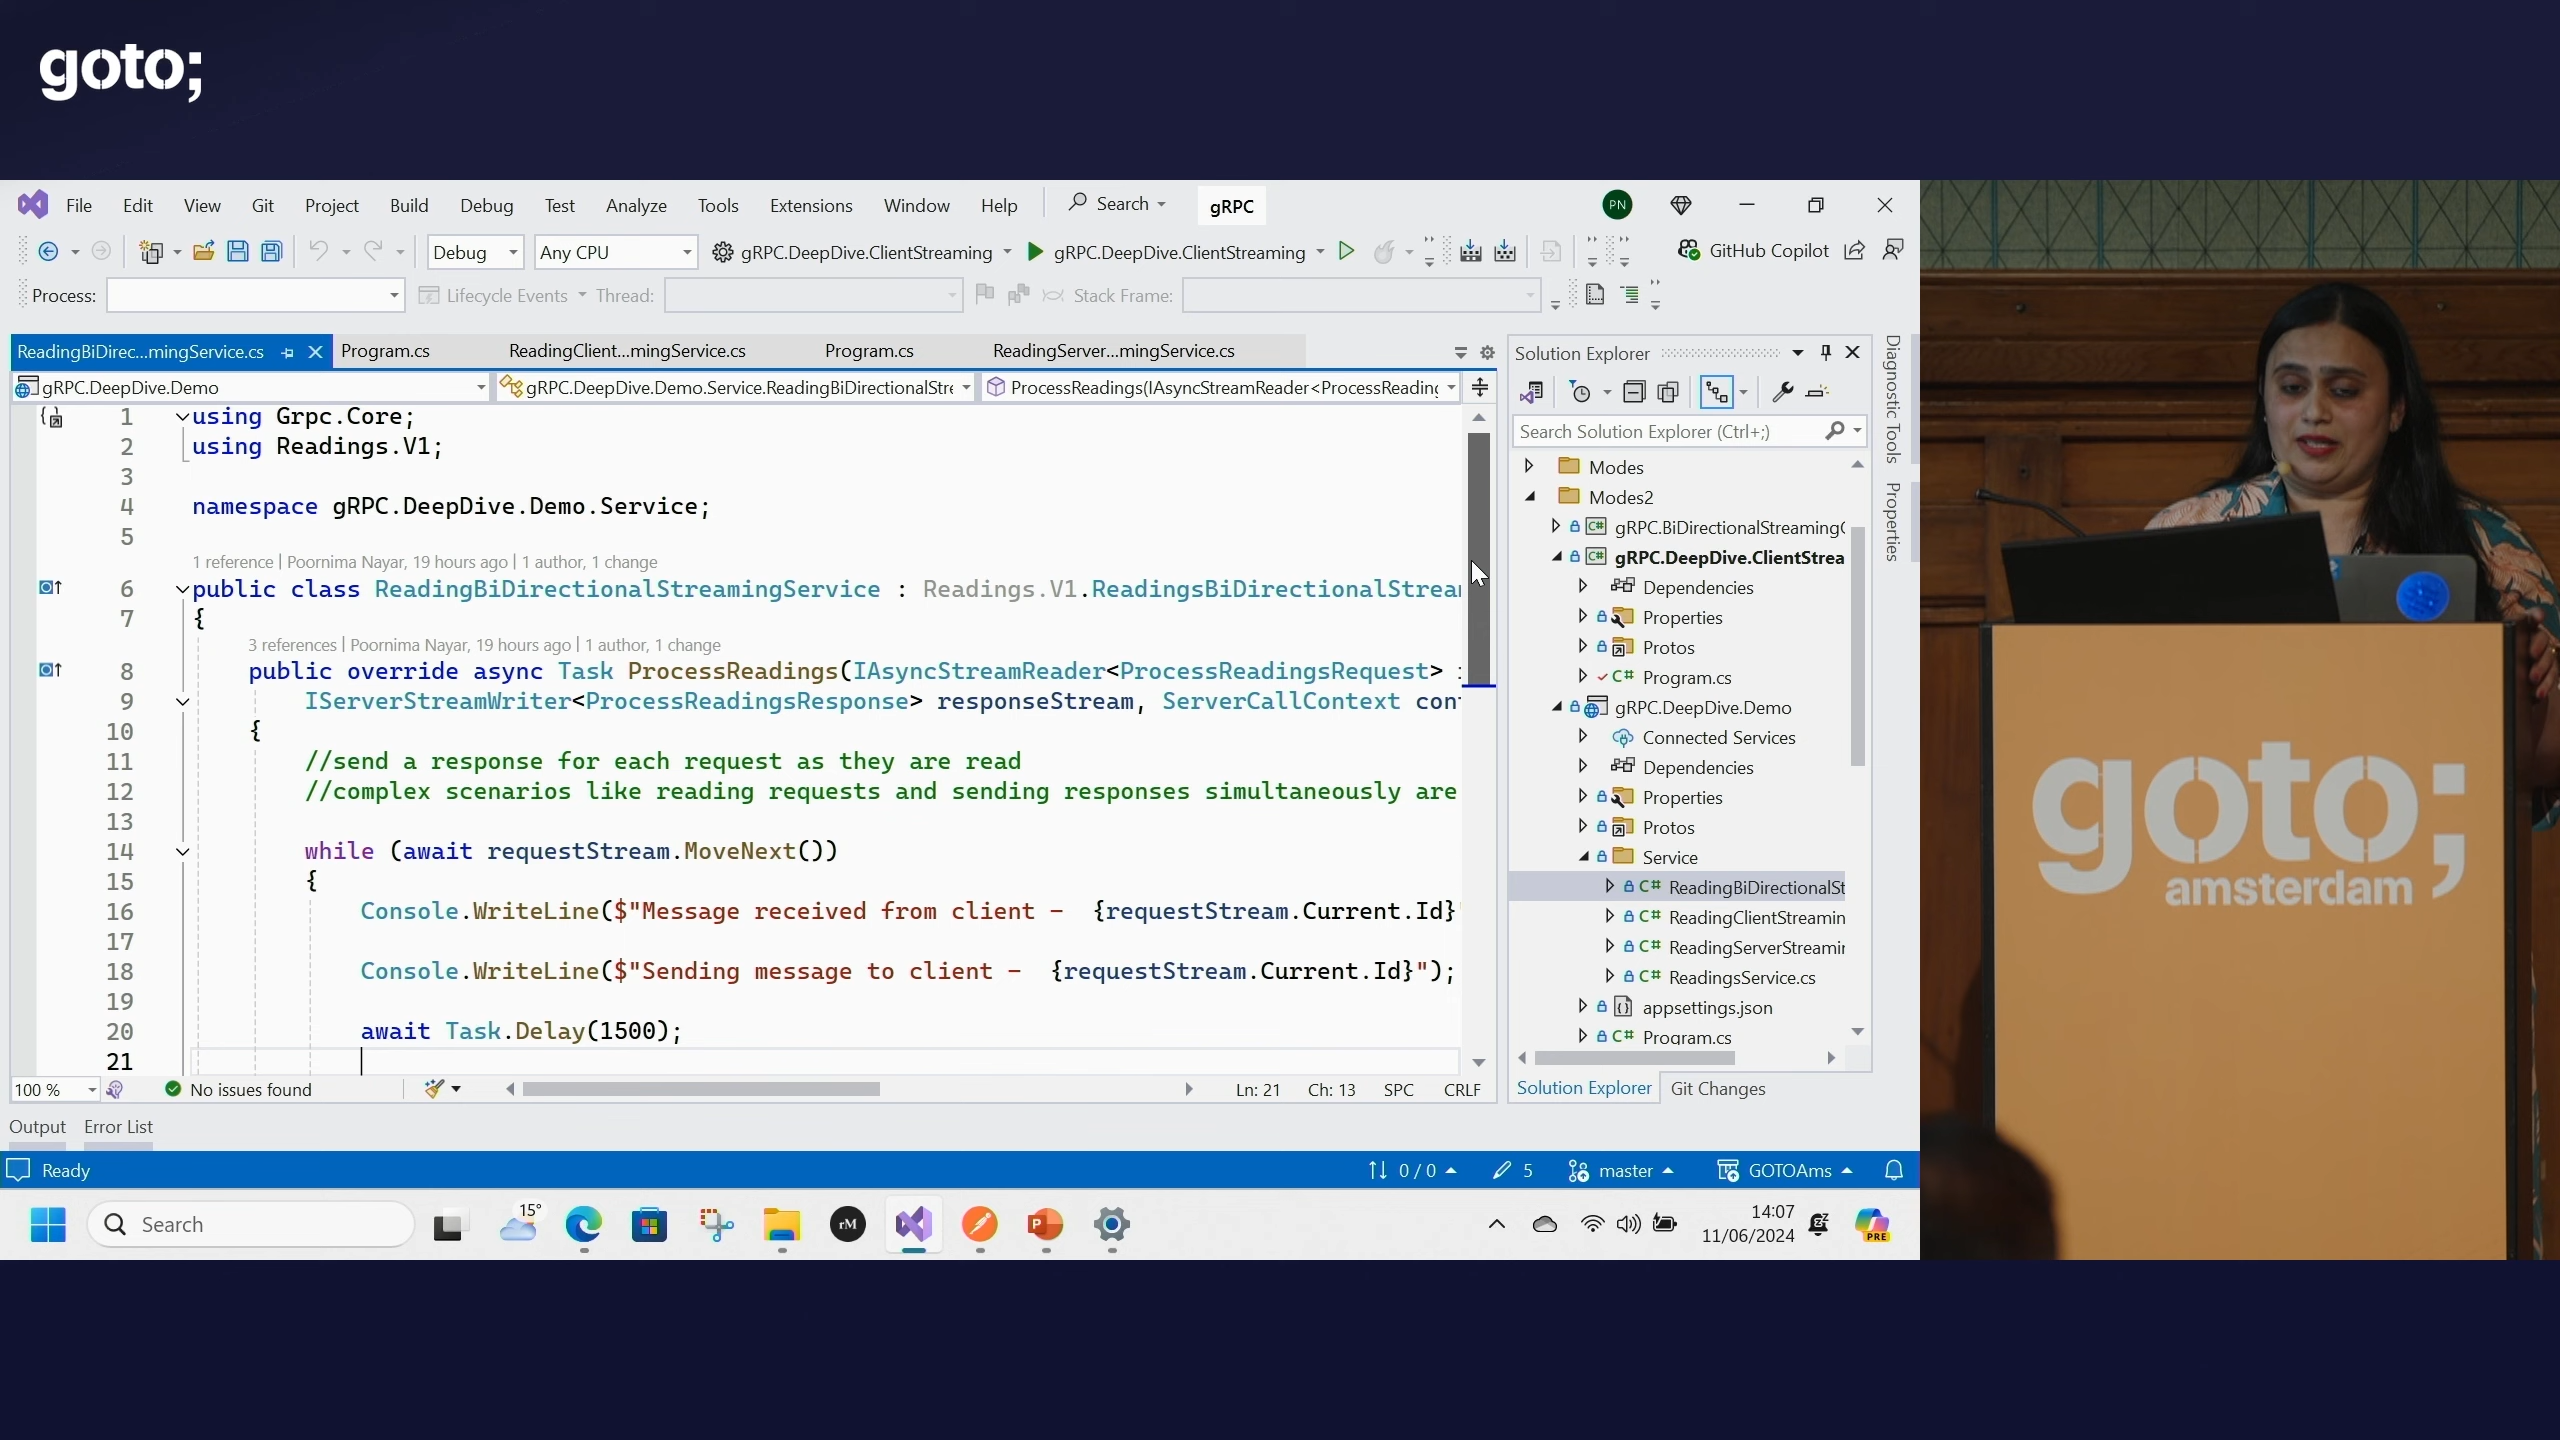 goto;
File Edit View Git Project Build Debug Test Analyze Tools Extensions Window Help Search gRPC PN
Debug Any CPU gRPC.DeepDive.ClientStreaming gRPC.DeepDive.ClientStreaming GitHub Copilot
Process: Lifecycle Events Thread: Stack Frame:
ReadingBiDirec...mingService.cs Program.cs ReadingClient...mingService.cs Program.cs ReadingServer...mingService.cs
gRPC.DeepDive.Demo gRPC.DeepDive.Demo.Service.ReadingBiDirectionalStre ProcessReadings(IAsyncStreamReader<ProcessReading
1 using Grpc.Core;
2 using Readings.V1;
3
4 namespace gRPC.DeepDive.Demo.Service;
5
1 reference | Poornima Nayar, 19 hours ago | 1 author, 1 change
6 public class ReadingBiDirectionalStreamingService : Readings.V1.ReadingsBiDirectionalStrea
7 {
3 references | Poornima Nayar, 19 hours ago | 1 author, 1 change
8 public override async Task ProcessReadings(IAsyncStreamReader<ProcessReadingsRequest>
9 IServerStreamWriter<ProcessReadingsResponse> responseStream, ServerCallContext con
10 {
11 //send a response for each request as they are read
12 //complex scenarios like reading requests and sending responses simultaneously are
13
14 while (await requestStream.MoveNext())
15 {
16 Console.WriteLine($"Message received from client - {requestStream.Current.Id}
17
18 Console.WriteLine($"Sending message to client - {requestStream.Current.Id}");
19
20 await Task.Delay(1500);
21
100 % No issues found Ln: 21 Ch: 13 SPC CRLF
Output Error List
Solution Explorer
Search Solution Explorer (Ctrl+;)
Modes
Modes2
gRPC.BiDirectionalStreaming
gRPC.DeepDive.ClientStrea
Dependencies
Properties
Protos
Program.cs
gRPC.DeepDive.Demo
Connected Services
Dependencies
Properties
Protos
Service
ReadingBiDirectionalSt
ReadingClientStreamin
ReadingServerStreami
ReadingsService.cs
appsettings.json
Program.cs
Solution Explorer Git Changes
Diagnostic Tools
Properties
Ready 0 / 0 5 master GOTOAms
Search 15° rM P 14:07 PRE
11/06/2024
goto;
amsterdam